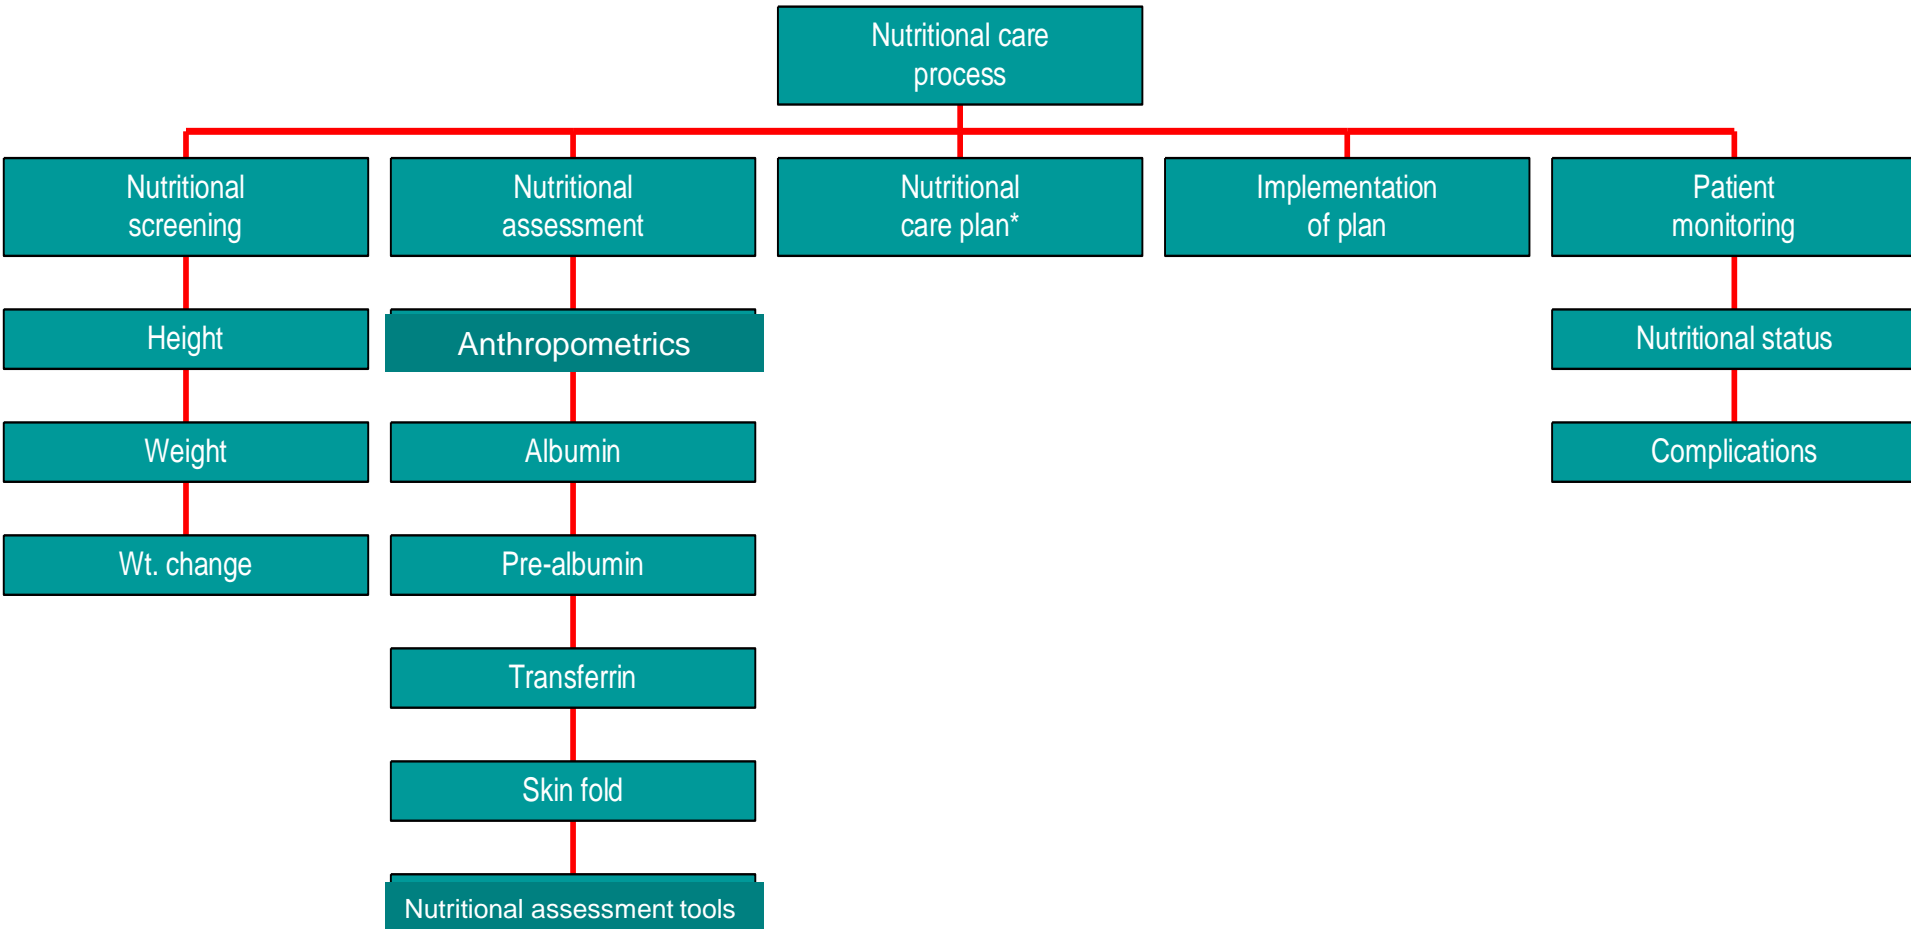 Nutritional care
process
Nutritional
screening
Nutritional
assessment
Nutritional
care plan*
Implementation
of plan
Patient
monitoring
Height
Anthropometrics
Nutritional status
Weight
Albumin
Complications
Wt. change
Pre-albumin
Transferrin
Skin fold
Nutritional assessment tools